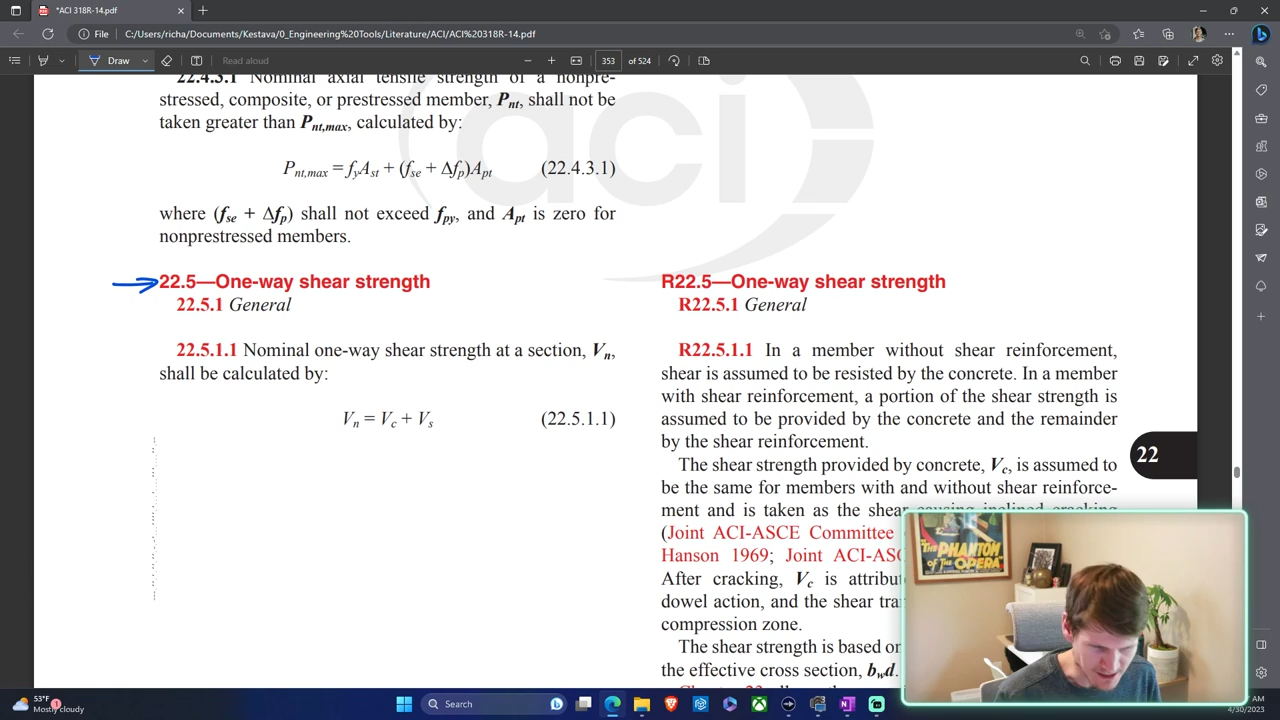 *ACI 318R-14.pdf
File
C:/Users/richa/Documents/Kestava/0_Engineering%20Tools/Literature/ACI/ACI%20318R-14.pdf
Draw
Read aloud
353 of 524
22.4.3.1 Nominal axial tensile strength of a nonpre-
stressed, composite, or prestressed member, Pnt, shall not be
taken greater than Pnt,max, calculated by:
Pnt,max = fyAst + (fse + Δfp)Apt (22.4.3.1)
where (fse + Δfp) shall not exceed fpy, and Apt is zero for
nonprestressed members.
22.5—One-way shear strength
22.5.1 General
22.5.1.1 Nominal one-way shear strength at a section, Vn,
shall be calculated by:
Vn = Vc + Vs (22.5.1.1)
aci
R22.5—One-way shear strength
R22.5.1 General
R22.5.1.1 In a member without shear reinforcement,
shear is assumed to be resisted by the concrete. In a member
with shear reinforcement, a portion of the shear strength is
assumed to be provided by the concrete and the remainder
by the shear reinforcement.
The shear strength provided by concrete, Vc, is assumed to
be the same for members with and without shear reinforce-
ment and is taken as the shear causing inclined cracking
(Joint ACI-ASCE Committee
Hanson 1969; Joint
After cracking, Vc is
dowel action, and the shear
compression zone.
The shear strength is based
the effective cross section, bwd.
22
"THE PHANTOM
OF THE OPERA"
53°F
Mostly cloudy
Search
4/30/2023